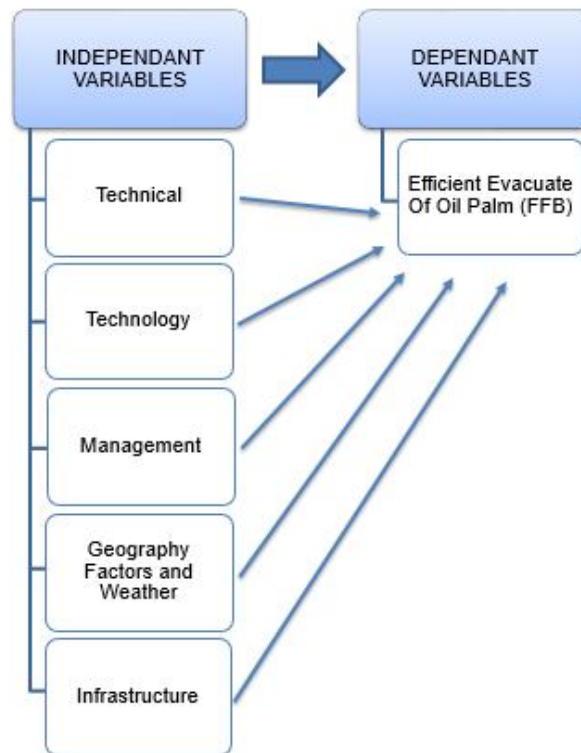 INDEPENDANT
VARIABLES
DEPENDANT
VARIABLES
Technical
Efficient Evacuate
Of Oil Palm (FFB)
Technology
Management
Geography
Factors and
Weather
Infrastructure